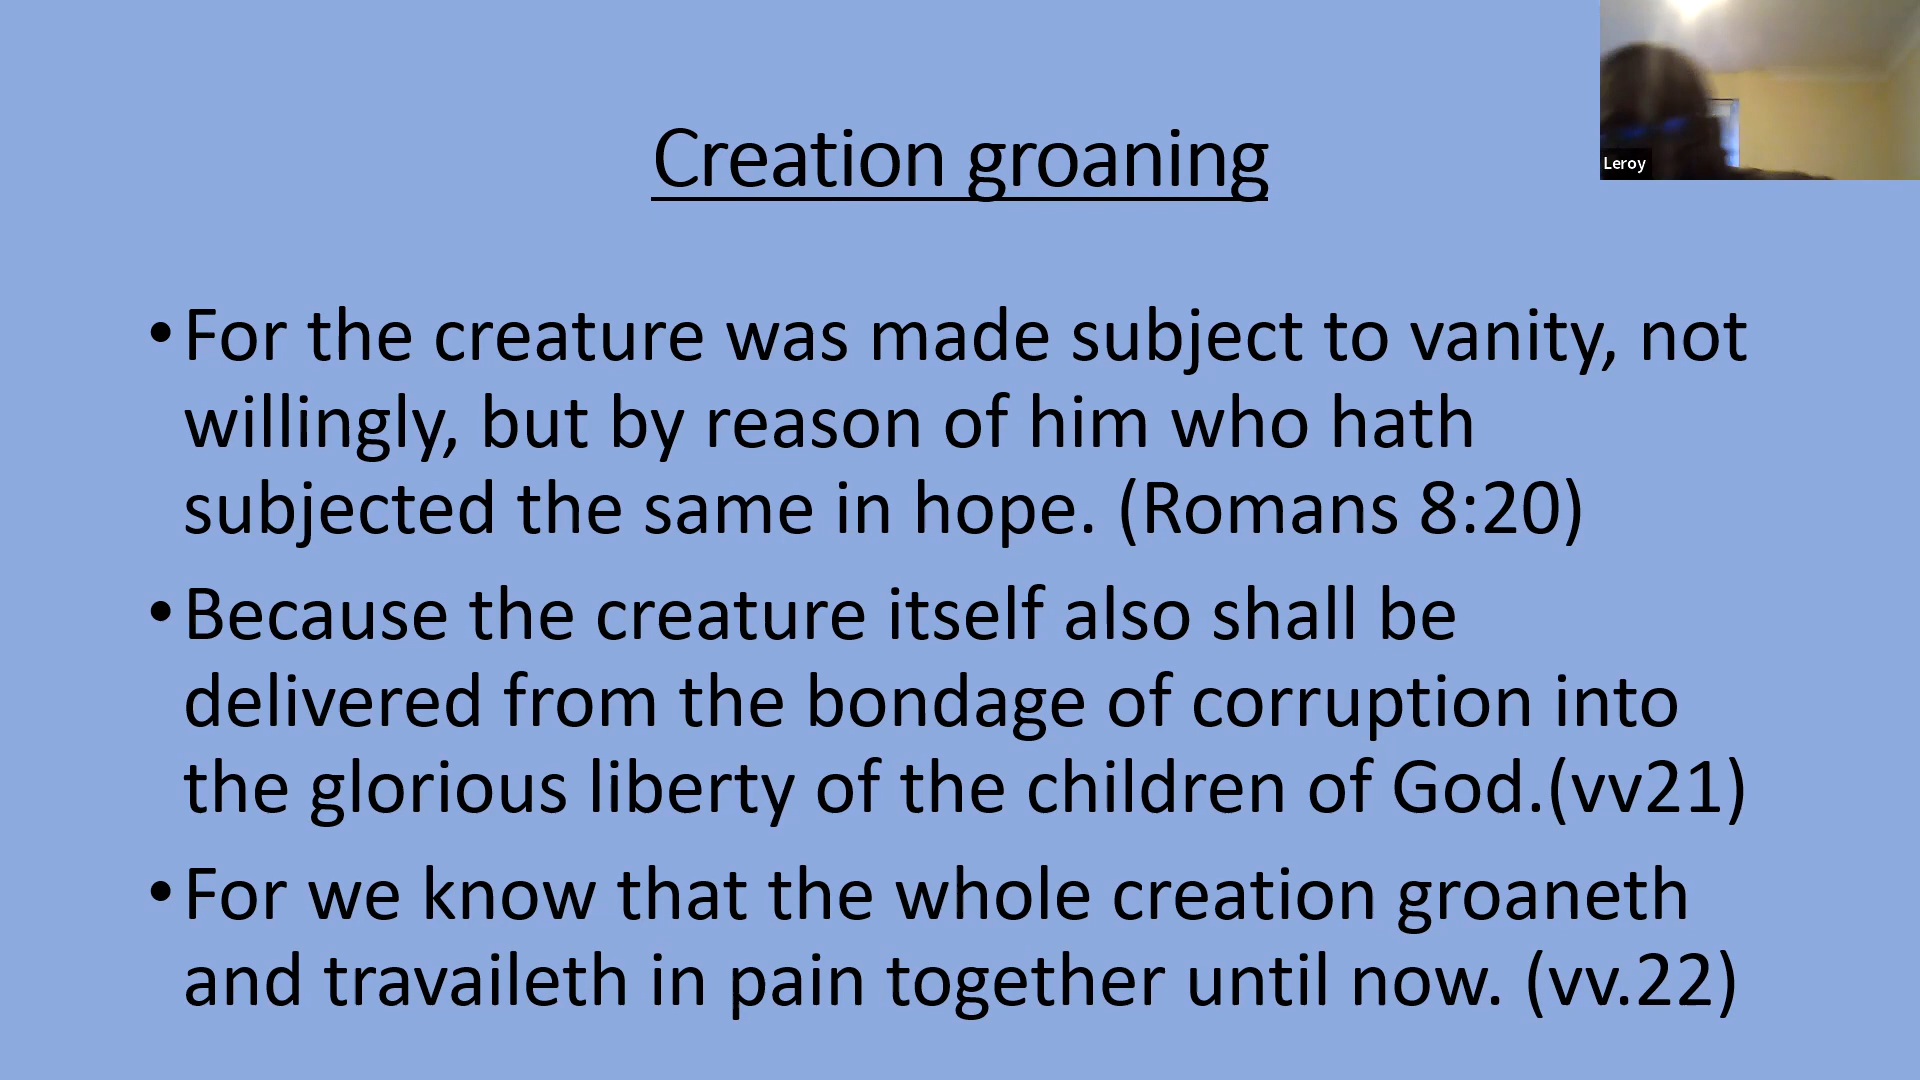 Creation groaning
Leroy
•For the creature was made subject to vanity, not
willingly, but by reason of him who hath
subjected the same in hope. (Romans 8:20)
•Because the creature itself also shall be
delivered from the bondage of corruption into
the glorious liberty of the children of God.(vv21)
•For we know that the whole creation groaneth
and travaileth in pain together until now. (vv.22)